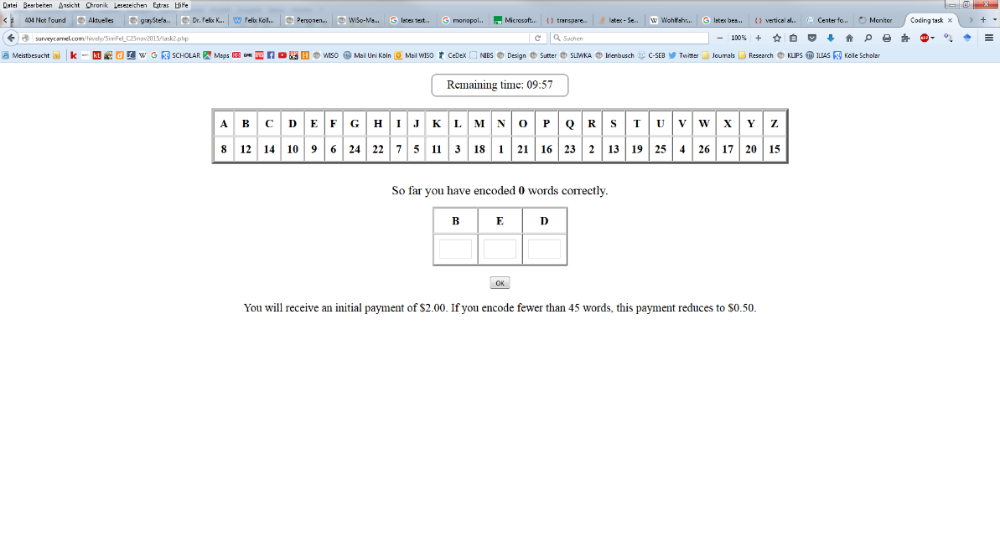 Datei Bearbeiten Ansicht Chronik Lesezeichen Extras Hilfe
404 Not Found Aktuelles grayStefa... Dr. Felix K... Felix Köll... Personen... WiSo-Ma... latex text... monopol... Microsoft... transpare... latex - Se... Wohlfahr... latex bea... vertical al... Center fo... Monitor Coding task
surveycamel.com/hively/SimFel_C25nov2015/task2.php Suchen 100% ABP
Meistbesucht k kt d W G SCHOLAR Maps GMX f H WISO Mail Uni Köln Mail WISO CeDeX NIBS Design Sutter SLIWKA Irlenbusch C-SEB Twitter Journals Research KLIPS ILIAS Kölle Scholar
Remaining time: 09:57
A B C D E F G H I J K L M N O P Q R S T U V W X Y Z
8 12 14 10 9 6 24 22 7 5 11 3 18 1 21 16 23 2 13 19 25 4 26 17 20 15
So far you have encoded 0 words correctly.
B E D
OK
You will receive an initial payment of $2.00. If you encode fewer than 45 words, this payment reduces to $0.50.